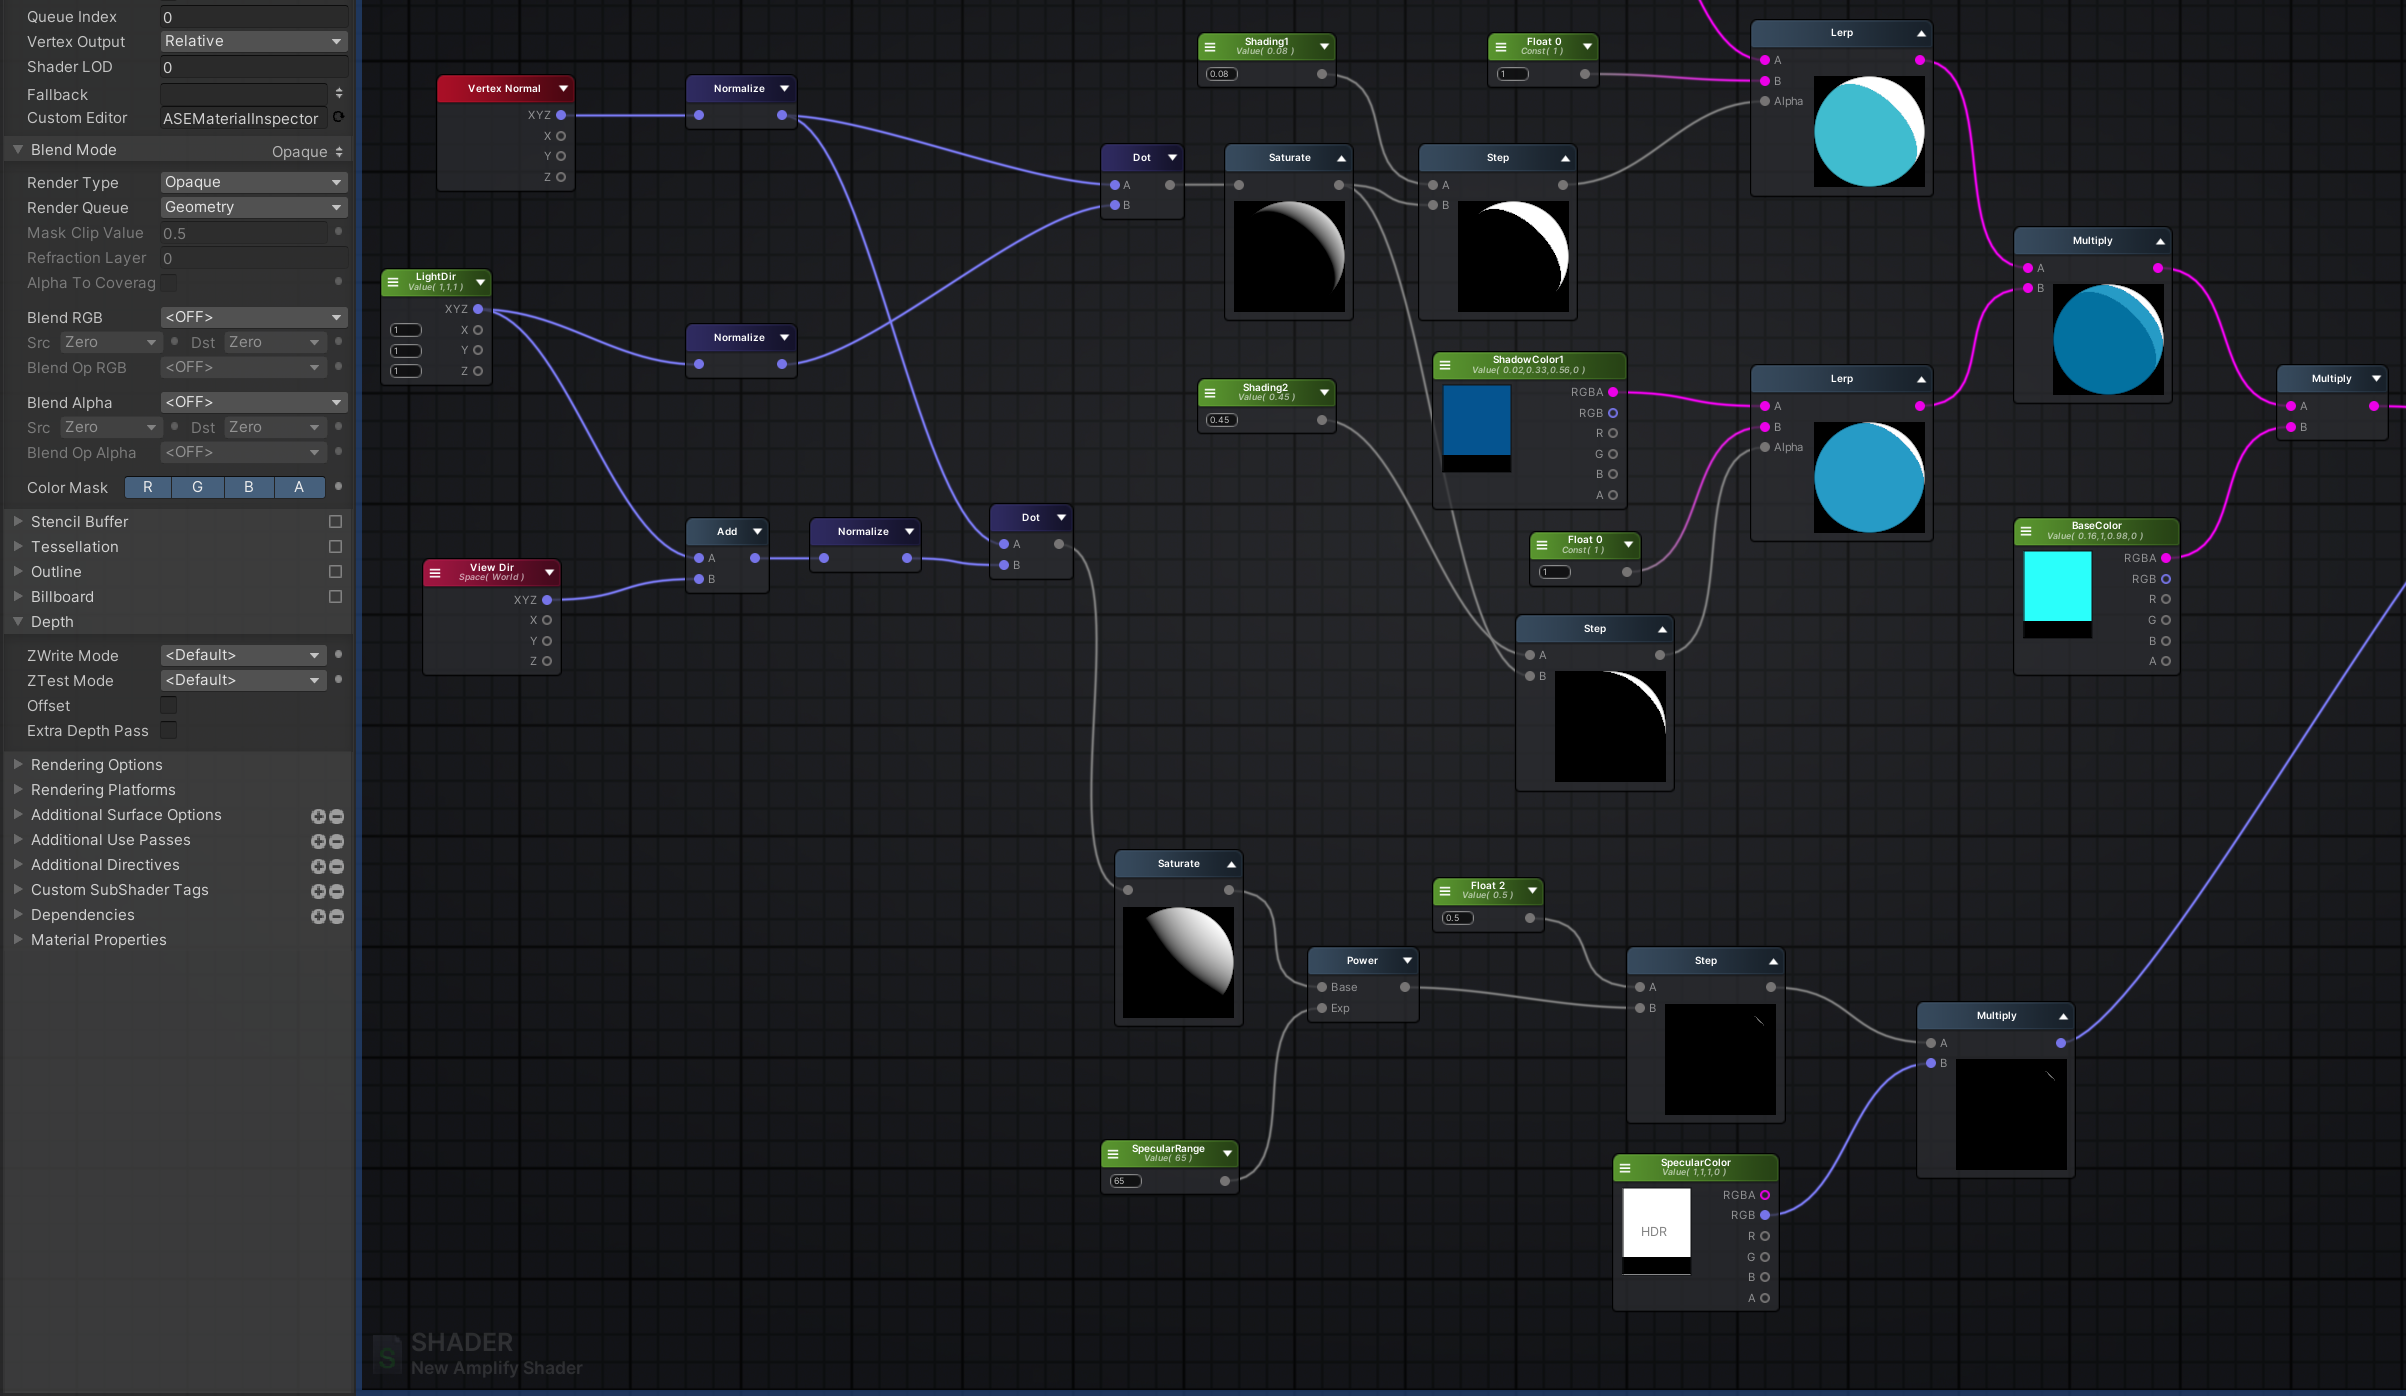 Queue Index 0
Vertex Output Relative
Shader LOD 0
Fallback
Custom Editor ASEMaterialInspector
Blend Mode Opaque
Render Type Opaque
Render Queue Geometry
Mask Clip Value 0.5
Refraction Layer 0
Alpha To Coverag
Blend RGB <OFF>
Src Zero Dst Zero
Blend Op RGB <OFF>
Blend Alpha <OFF>
Src Zero Dst Zero
Blend Op Alpha <OFF>
Color Mask R G B A
Stencil Buffer
Tessellation
Outline
Billboard
Depth
ZWrite Mode <Default>
ZTest Mode <Default>
Offset
Extra Depth Pass
Rendering Options
Rendering Platforms
Additional Surface Options
Additional Use Passes
Additional Directives
Custom SubShader Tags
Dependencies
Material Properties
Vertex Normal
XYZ
X
Y
Z
Normalize
LightDir
Value( 1,1,1 )
XYZ
1 X
1 Y
1 Z
Normalize
View Dir
Space( World )
XYZ
X
Y
Z
Add
A
B
Normalize
Dot
A
B
Dot
A
B
Shading1
Value( 0.08 )
0.08
Saturate
Float 0
Const( 1 )
1
Step
A
B
Lerp
A
B
Alpha
Shading2
Value( 0.45 )
0.45
ShadowColor1
Value( 0.02,0.33,0.56,0 )
RGBA
RGB
R
G
B
A
Float 0
Const( 1 )
1
Step
A
B
Lerp
A
B
Alpha
Multiply
A
B
Multiply
A
B
BaseColor
Value( 0.16,1,0.98,0 )
RGBA
RGB
R
G
B
A
Saturate
Power
Base
Exp
SpecularRange
Value( 65 )
65
Float 2
Value( 0.5 )
0.5
Step
A
B
SpecularColor
Value( 1,1,1,0 )
HDR
RGBA
RGB
R
G
B
A
Multiply
A
B
S
SHADER
New Amplify Shader